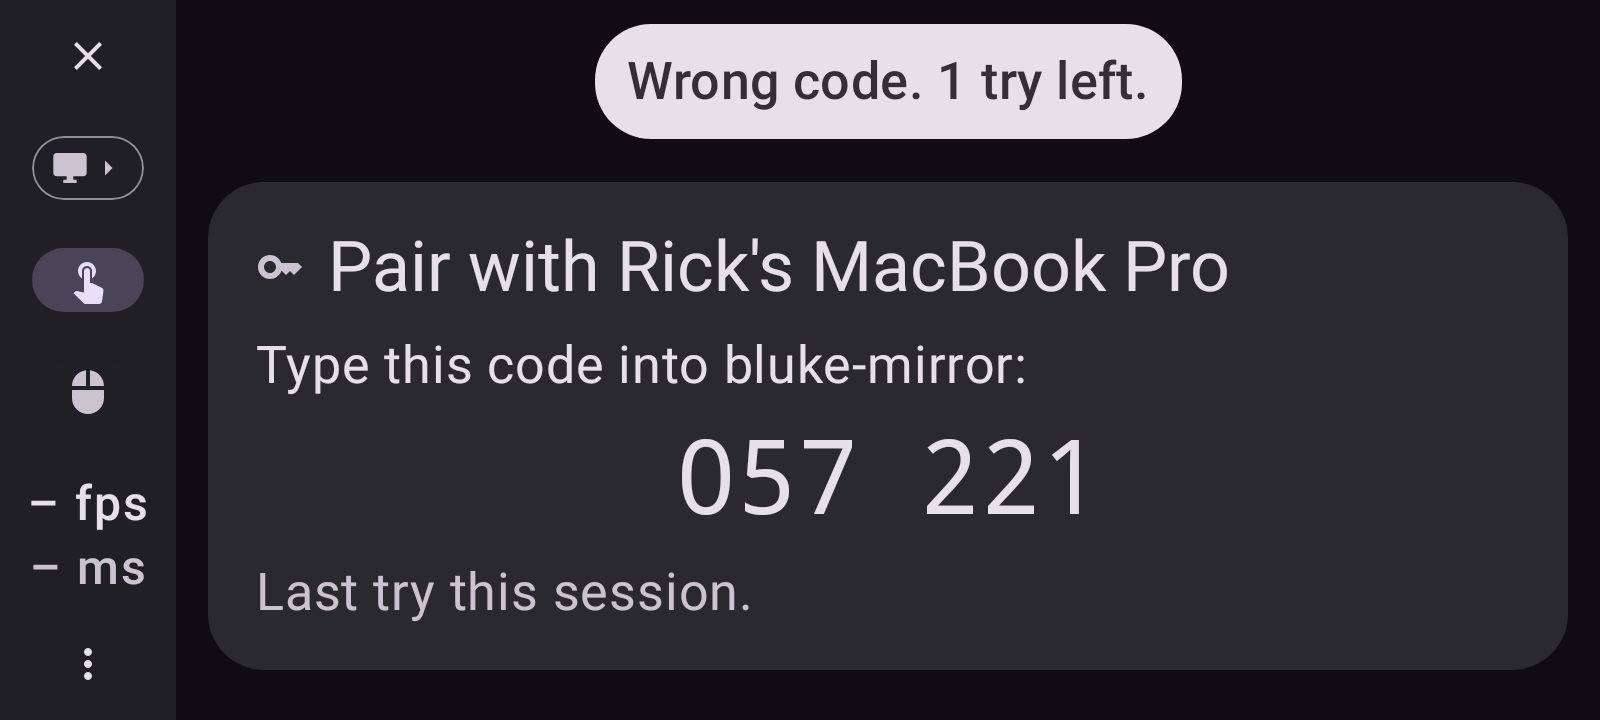 Wrong code. 1 try left.
Pair with Rick's MacBook Pro
Type this code into bluke-mirror:
057 221
Last try this session.
– fps
– ms